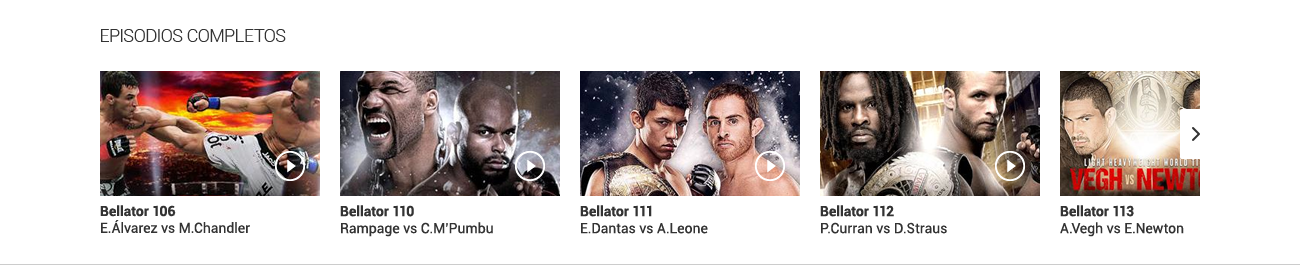 EPISODIOS COMPLETOS
LIGHT HEAVYWEIGHT WORLD TI
VEGH VS NEWT
Bellator 106
E.Álvarez vs M.Chandler
Bellator 110
Rampage vs C.M'Pumbu
Bellator 111
E.Dantas vs A.Leone
Bellator 112
P.Curran vs D.Straus
Bellator 113
A.Vegh vs E.Newton